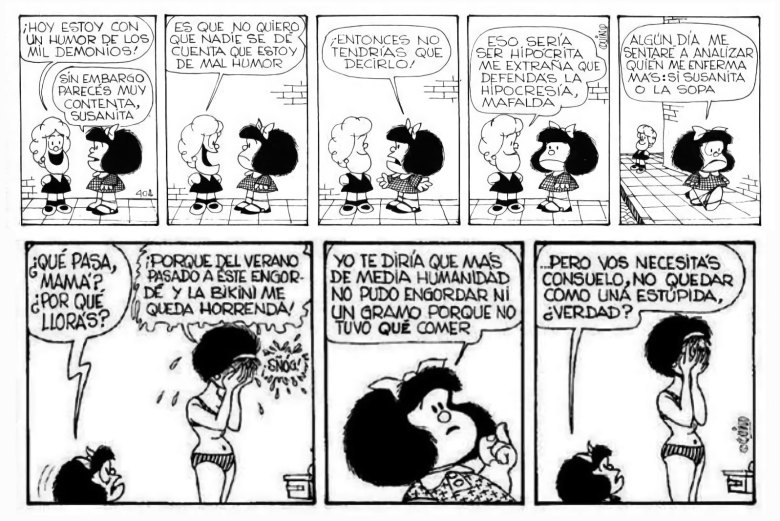 ¡HOY ESTOY CON
UN HUMOR DE LOS
MIL DEMONIOS!
SIN EMBARGO
PARECÉS MUY
CONTENTA,
SUSANITA
402
ES QUE NO QUIERO
QUE NADIE SE DÉ
CUENTA QUE ESTOY
DE MAL HUMOR
¡ENTONCES NO
TENDRÍAS QUE
DECIRLO!
ESO SERÍA
SER HIPÓCRITA
ME EXTRAÑA QUE
DEFENDÁS LA
HIPOCRESÍA,
MAFALDA
QUINO
ALGÚN DÍA ME
SENTARÉ A ANALIZAR
QUIÉN ME ENFERMA
MÁS: SI SUSANITA
O LA SOPA
¿QUÉ PASA,
MAMÁ?
¿POR QUÉ
LLORÁS?
¡PORQUE DEL VERANO
PASADO A ÉSTE ENGOR-
DÉ Y LA BIKINI ME
QUEDA HORRENDA!
¡SNÓG!
YO TE DIRÍA QUE MÁS
DE MEDIA HUMANIDAD
NO PUDO ENGORDAR NI
UN GRAMO PORQUE NO
TUVO QUÉ COMER
...PERO VOS NECESITÁS
CONSUELO, NO QUEDAR
COMO UNA ESTÚPIDA,
¿VERDAD?
QUINO